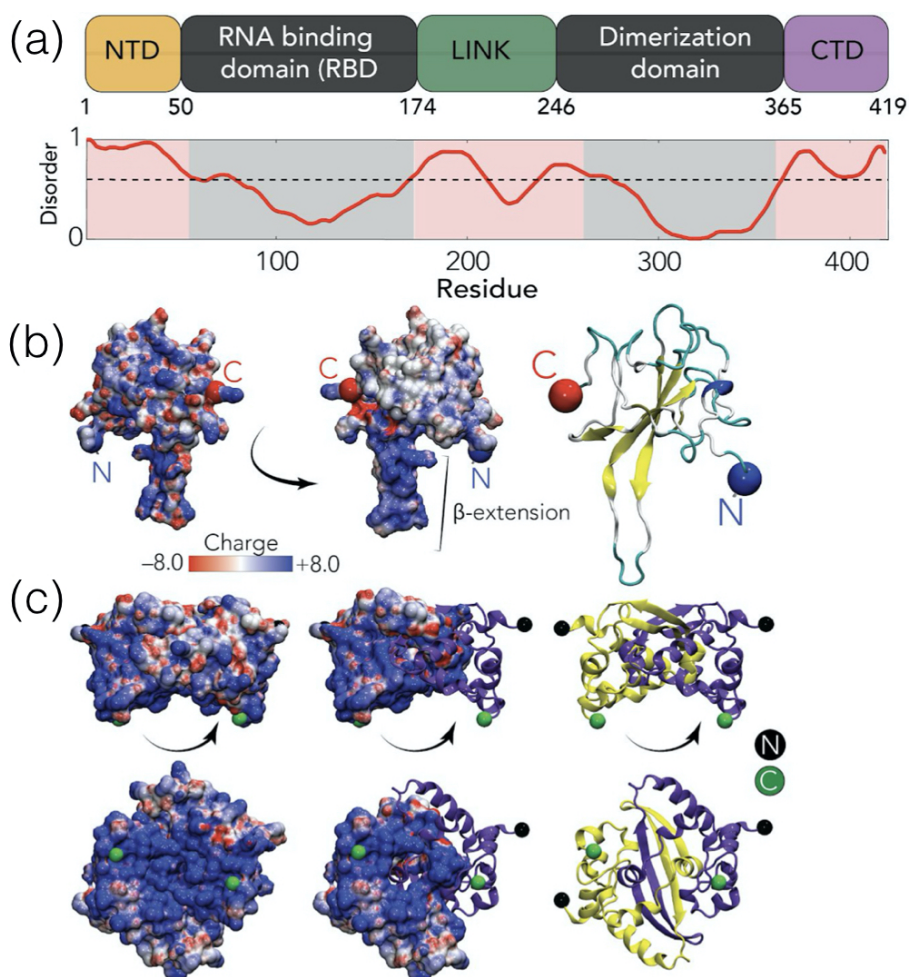 (a)
NTD
RNA binding
domain (RBD
LINK
Dimerization
domain
CTD
1 50 174 246 365 419
Disorder
1
0
100 200 300 400
Residue
(b)
C
N
C
N
β-extension
C
N
Charge
–8.0 +8.0
(c)
N
C